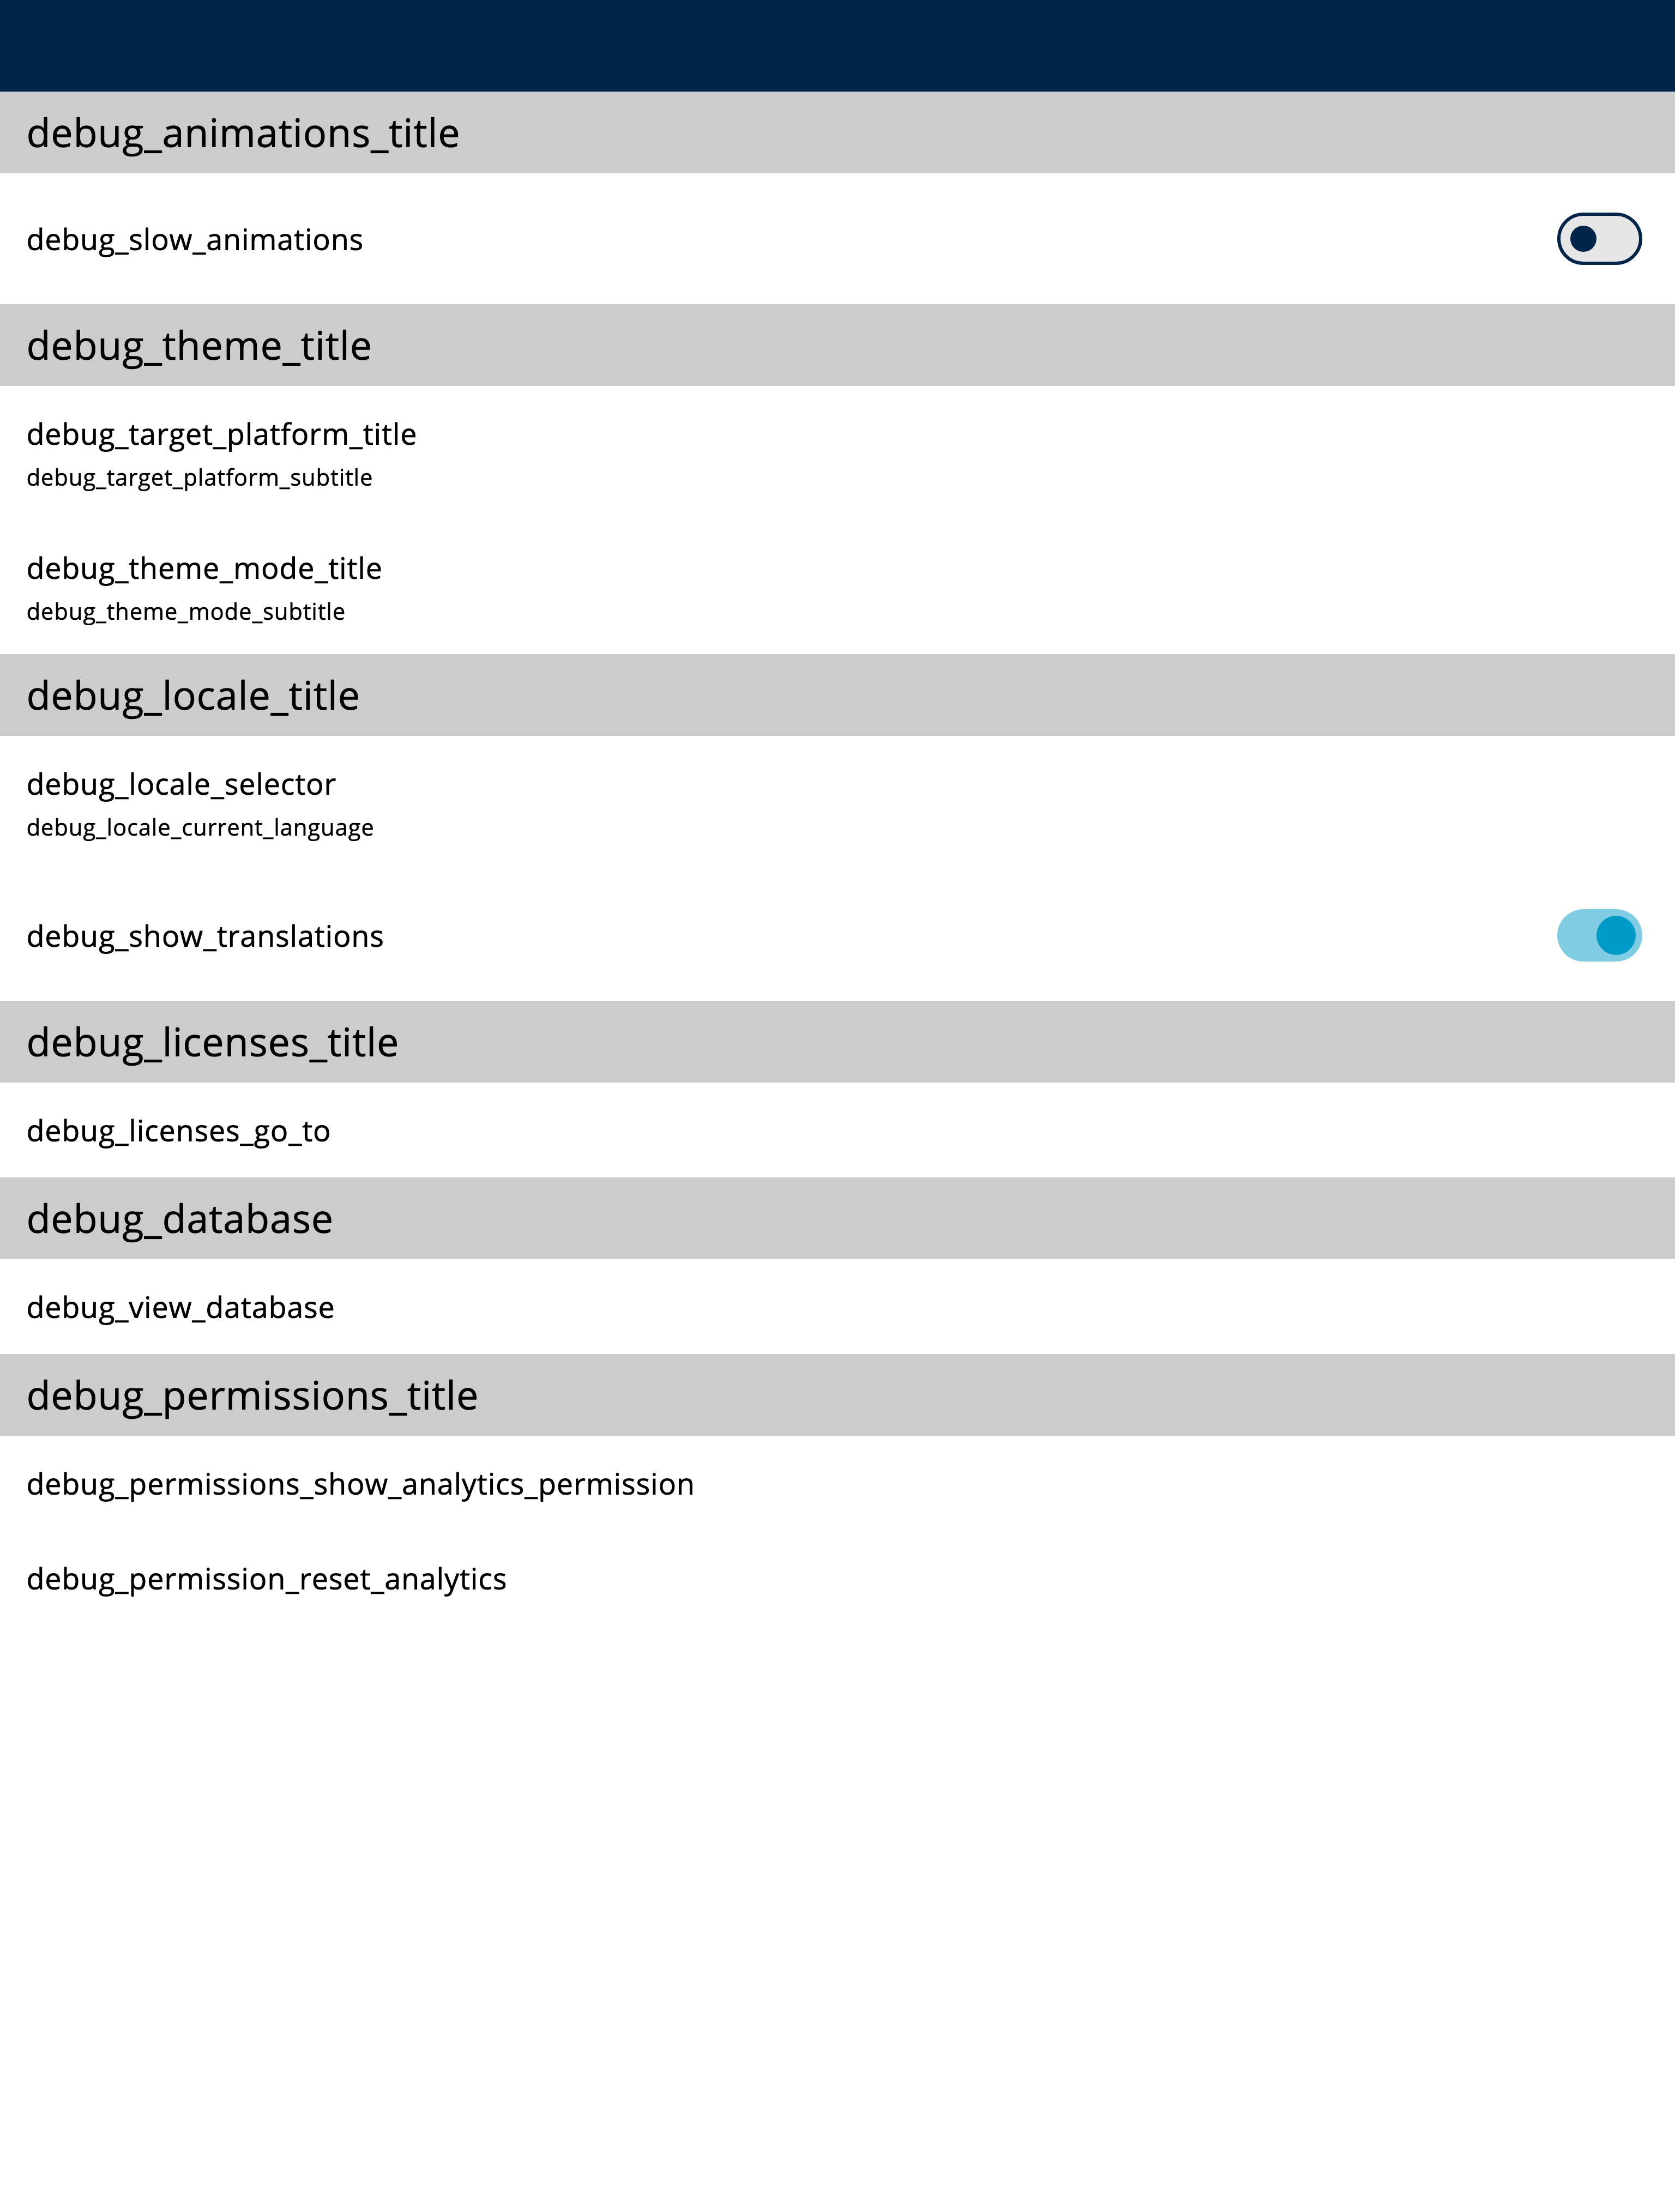 debug_animations_title
debug_slow_animations
debug_theme_title
debug_target_platform_title
debug_target_platform_subtitle
debug_theme_mode_title
debug_theme_mode_subtitle
debug_locale_title
debug_locale_selector
debug_locale_current_language
debug_show_translations
debug_licenses_title
debug_licenses_go_to
debug_database
debug_view_database
debug_permissions_title
debug_permissions_show_analytics_permission
debug_permission_reset_analytics